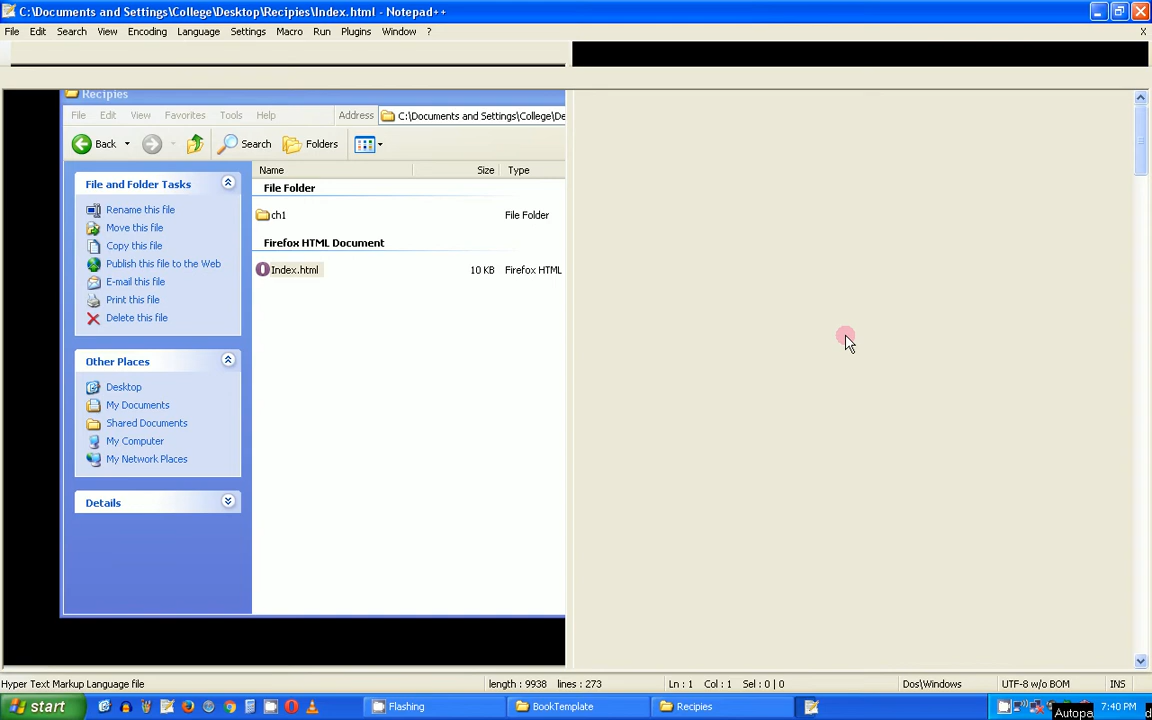 C:\Documents and Settings\College\Desktop\Recipies\Index.html - Notepad++
File Edit Search View Encoding Language Settings Macro Run Plugins Window ? X
Recipies
File Edit View Favorites Tools Help Address C:\Documents and Settings\College\De
Back Search Folders
Name Size Type
File and Folder Tasks
File Folder
Rename this file
ch1 File Folder
Move this file
Copy this file
Firefox HTML Document
Publish this file to the Web
Index.html 10 KB Firefox HTML
E-mail this file
Print this file
Delete this file
Other Places
Desktop
My Documents
Shared Documents
My Computer
My Network Places
Details
Hyper Text Markup Language file length : 9938 lines : 273 Ln : 1 Col : 1 Sel : 0 | 0 Dos\Windows UTF-8 w/o BOM INS
start Flashing BookTemplate Recipies 7:40 PM
Autopa